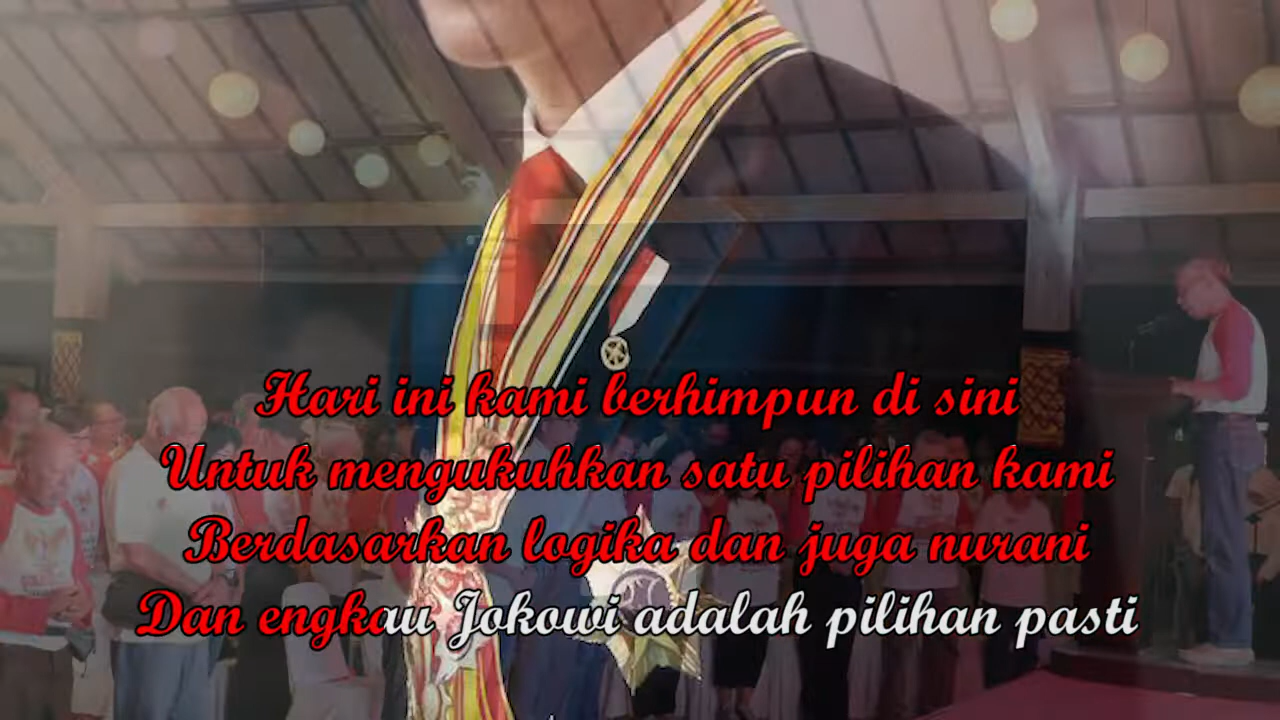 Hari ini kami berhimpun di sini
Untuk mengukuhkan satu pilihan kami
Berdasarkan logika dan juga nurani
Dan engkau Jokowi adalah pilihan pasti